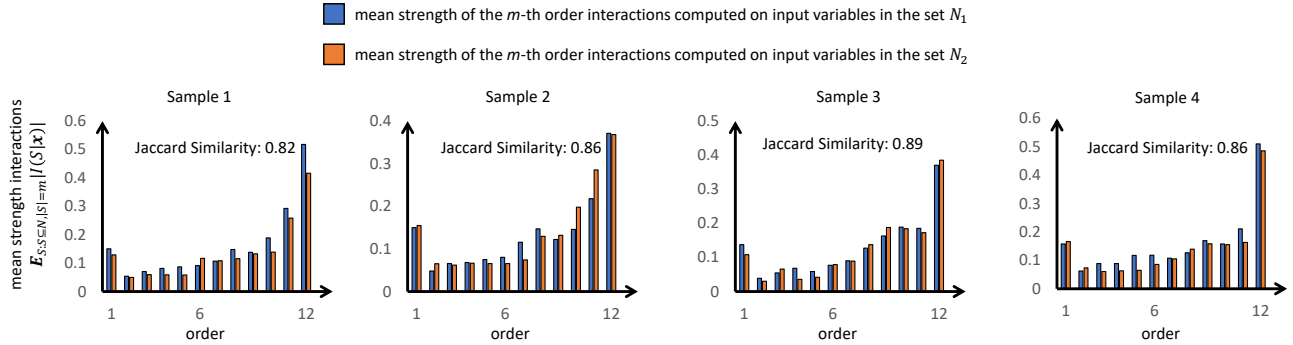 mean strength of the m-th order interactions computed on input variables in the set N₁
mean strength of the m-th order interactions computed on input variables in the set N₂
mean strength interactions
E_{S:S⊆N,|S|=m}|I(S|x)|
Sample 1
Jaccard Similarity: 0.82
0.6
0.5
0.4
0.3
0.2
0.1
0
1 6 12
order
Sample 2
Jaccard Similarity: 0.86
0.4
0.3
0.2
0.1
0
1 6 12
order
Sample 3
Jaccard Similarity: 0.89
0.5
0.4
0.3
0.2
0.1
0
1 6 12
order
Sample 4
Jaccard Similarity: 0.86
0.6
0.5
0.4
0.3
0.2
0.1
0
1 6 12
order